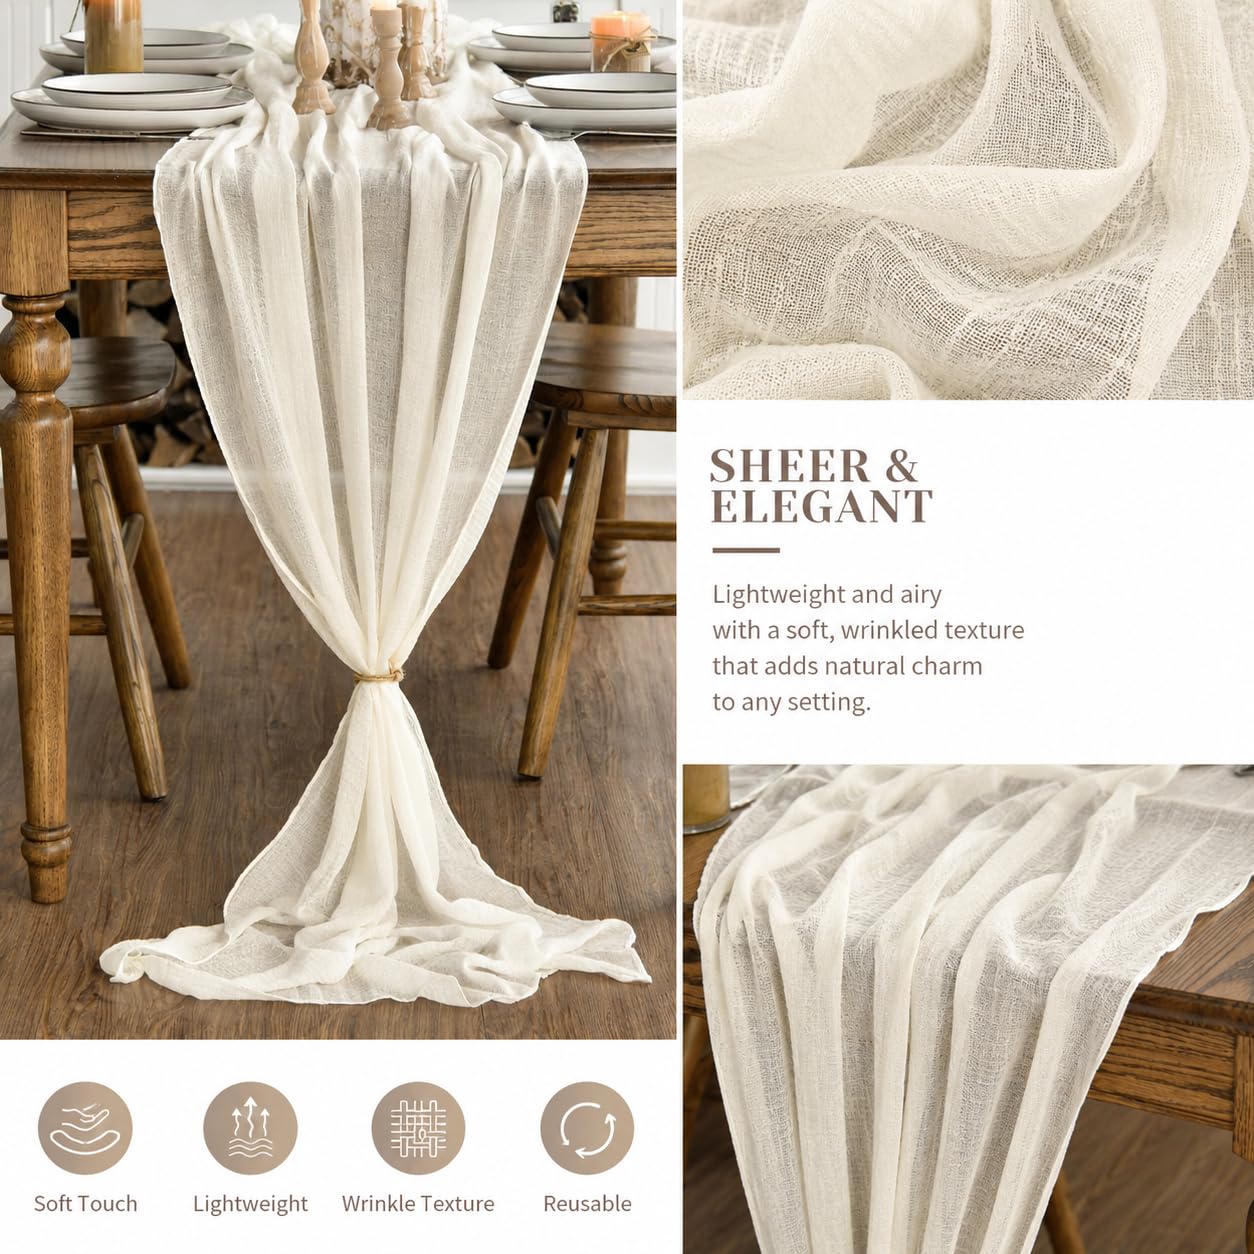 SHEER &
ELEGANT
Lightweight and airy
with a soft, wrinkled texture
that adds natural charm
to any setting.
Soft Touch
Lightweight
Wrinkle Texture
Reusable